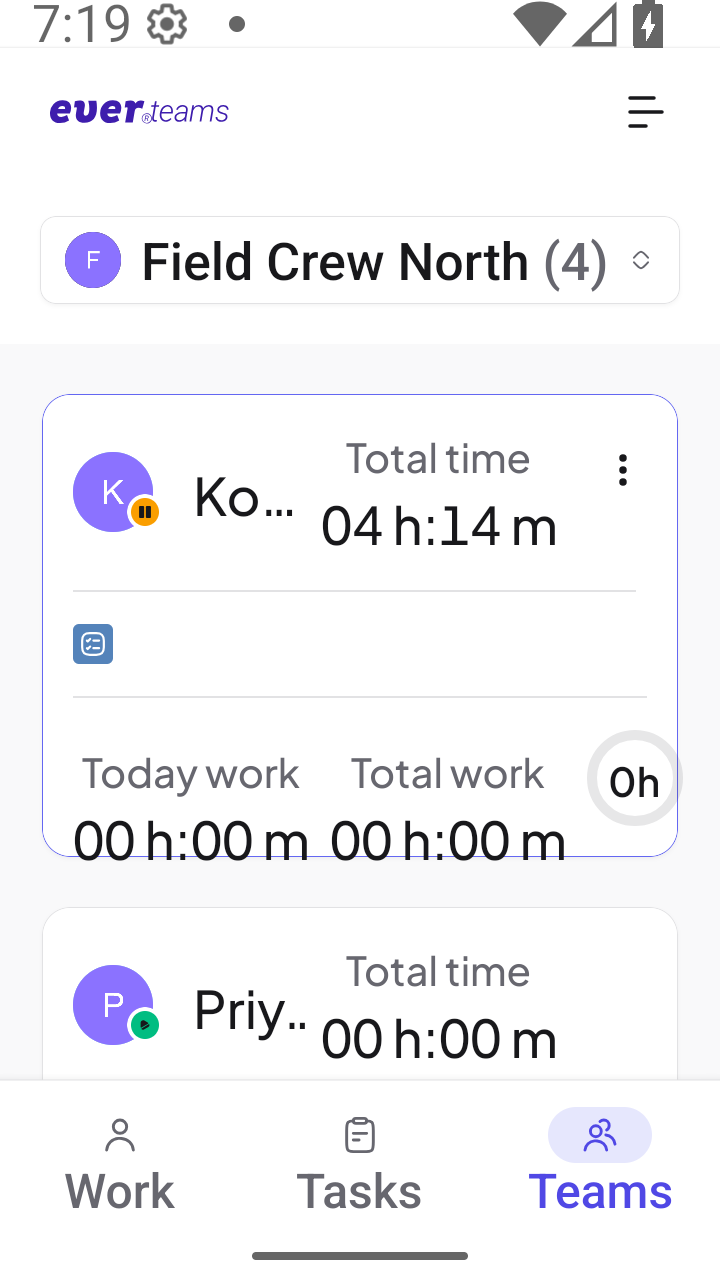 7:19
ever®teams
F Field Crew North (4)
Total time
K Ko... 04 h:14 m
Today work Total work 0h
00 h:00 m 00 h:00 m
Total time
P Priy.. 00 h:00 m
Work Tasks Teams